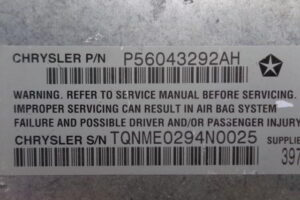 CHRYSLER P/N P56043292AH
WARNING. REFER TO SERVICE MANUAL BEFORE SERVICING.
IMPROPER SERVICING CAN RESULT IN AIR BAG SYSTEM
FAILURE AND POSSIBLE DRIVER AND/OR PASSENGER INJURY
CHRYSLER S/N TQNME0294N0025 SUPPLIE
397